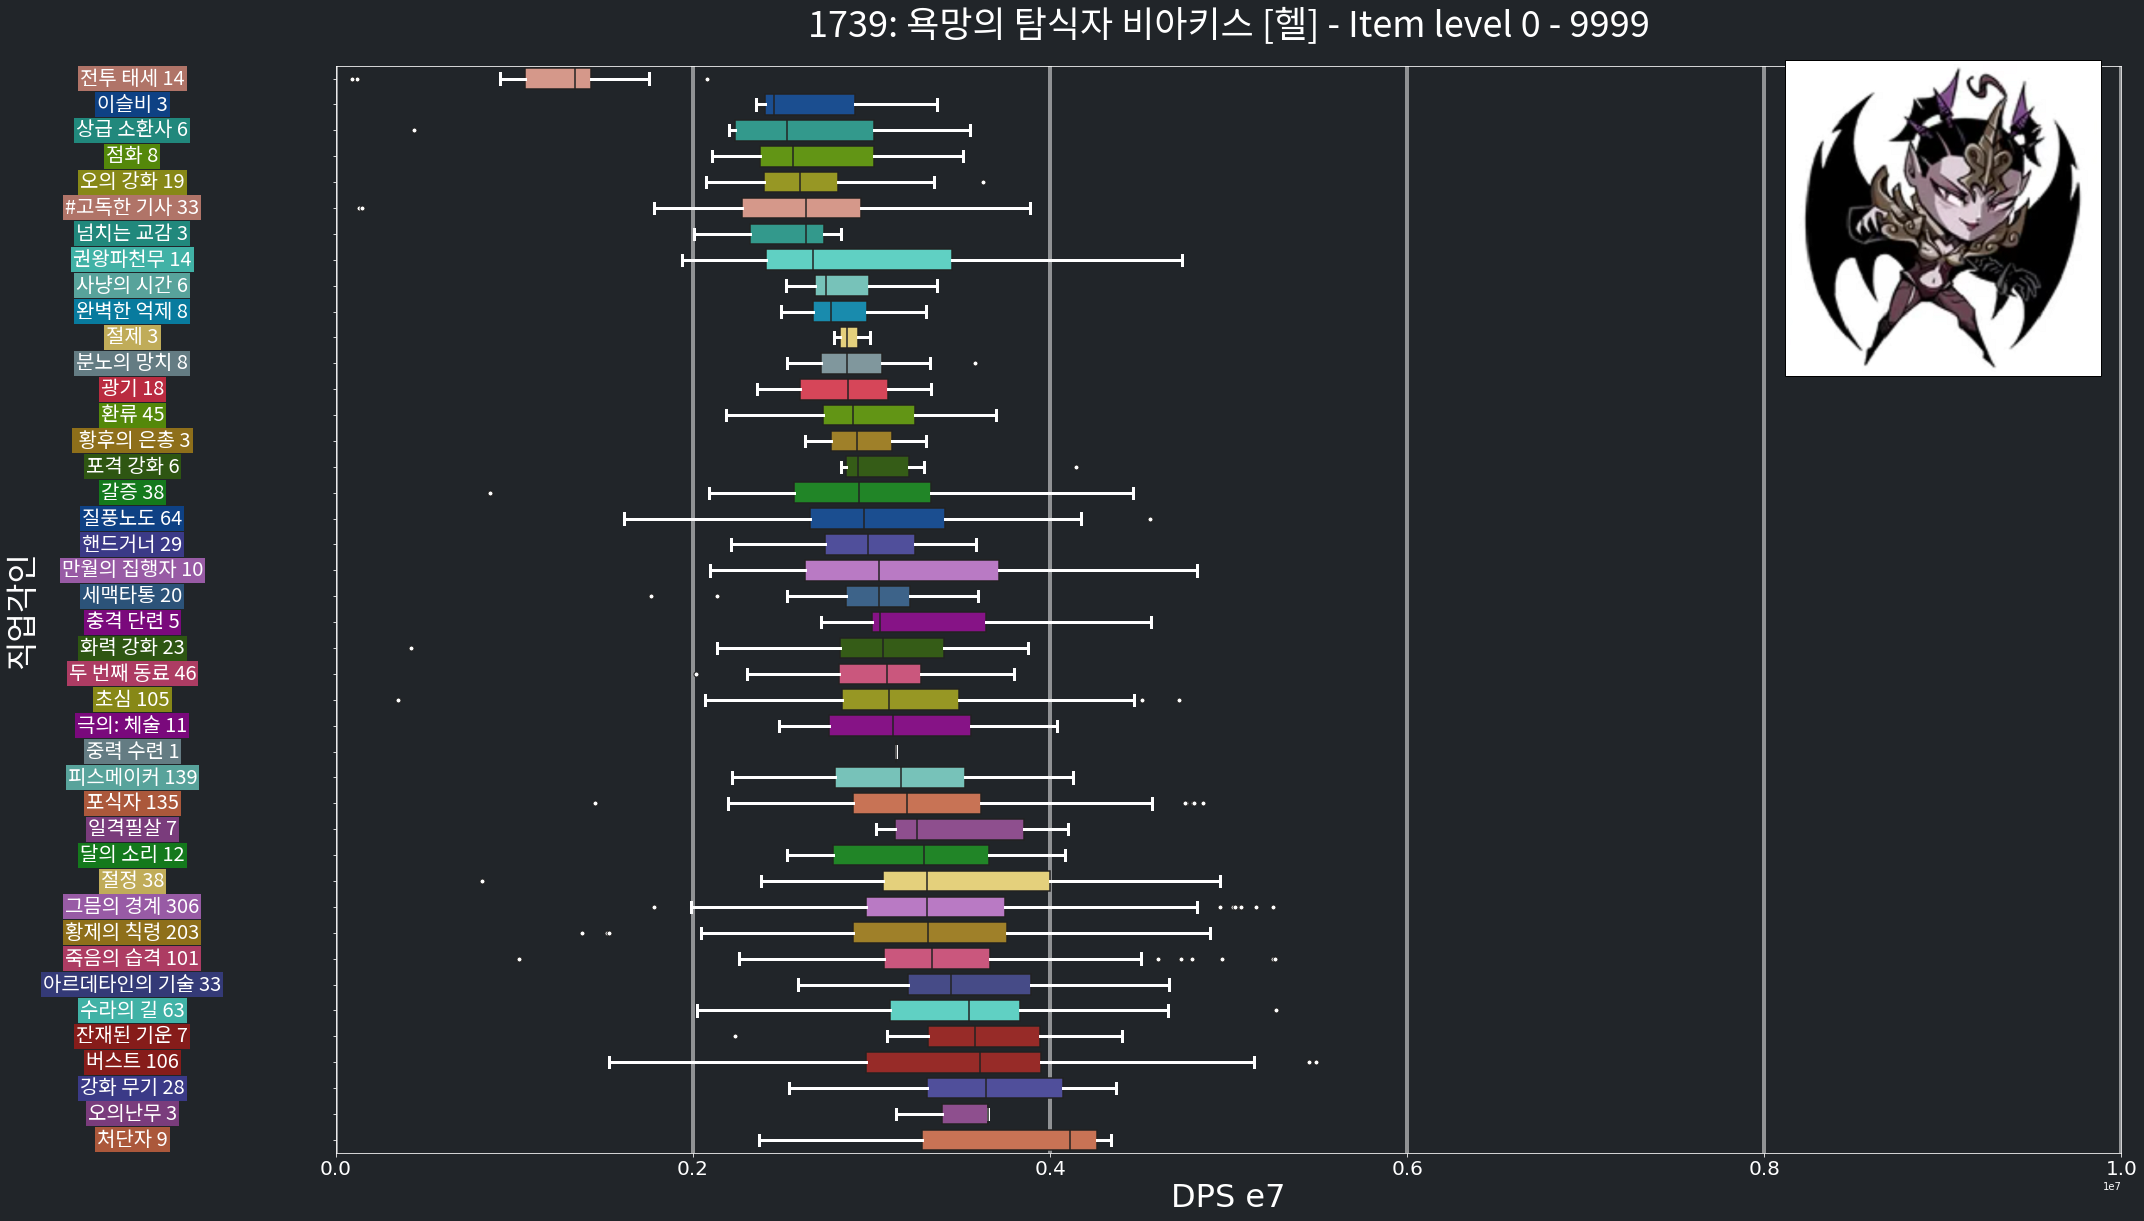 1739: 욕망의 탐식자 비아키스 [헬] - Item level 0 - 9999
전투 태세 14
이슬비 3
상급 소환사 6
점화 8
오의 강화 19
#고독한 기사 33
넘치는 교감 3
권왕파천무 14
사냥의 시간 6
완벽한 억제 8
절제 3
분노의 망치 8
광기 18
환류 45
황후의 은총 3
포격 강화 6
갈증 38
질풍노도 64
핸드거너 29
만월의 집행자 10
세맥타통 20
충격 단련 5
화력 강화 23
두 번째 동료 46
초심 105
극의: 체술 11
중력 수련 1
피스메이커 139
포식자 135
일격필살 7
달의 소리 12
절정 38
그믐의 경계 306
황제의 칙령 203
죽음의 습격 101
아르데타인의 기술 33
수라의 길 63
잔재된 기운 7
버스트 106
강화 무기 28
오의난무 3
처단자 9
직업각인
0.0 0.2 0.4 0.6 0.8 1.0
1e7
DPS e7